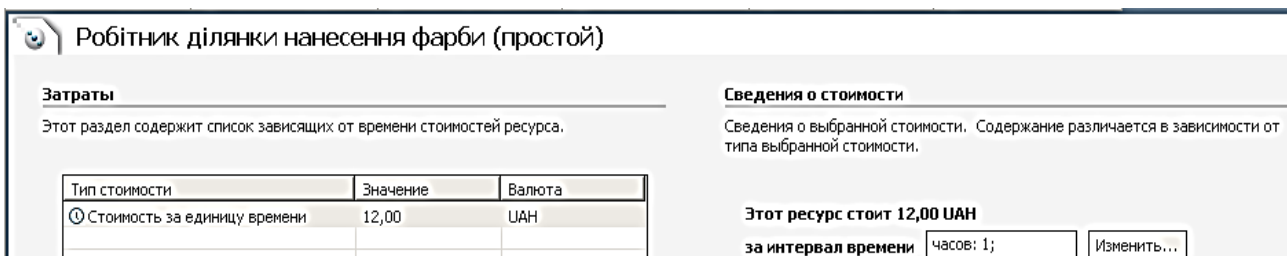 Робітник ділянки нанесення фарби (простой)
Затраты
Этот раздел содержит список зависящих от времени стоимостей ресурса.
Тип стоимости Значение Валюта
Стоимость за единицу времени 12,00 UAH
Сведения о стоимости
Сведения о выбранной стоимости. Содержание различается в зависимости от
типа выбранной стоимости.
Этот ресурс стоит 12,00 UAH
за интервал времени часов: 1; Изменить...